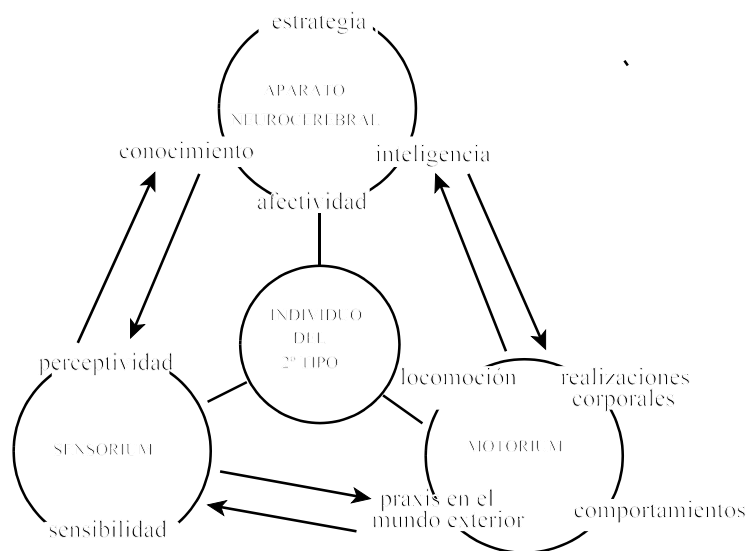 estrategia
APARATO
NEUROCEREBRAL
conocimiento
inteligencia
afectividad
INDIVIDUO
DEL
2º TIPO
perceptividad
locomoción
realizaciones
corporales
SENSORIUM
MOTORIUM
praxis en el
mundo exterior
comportamientos
sensibilidad